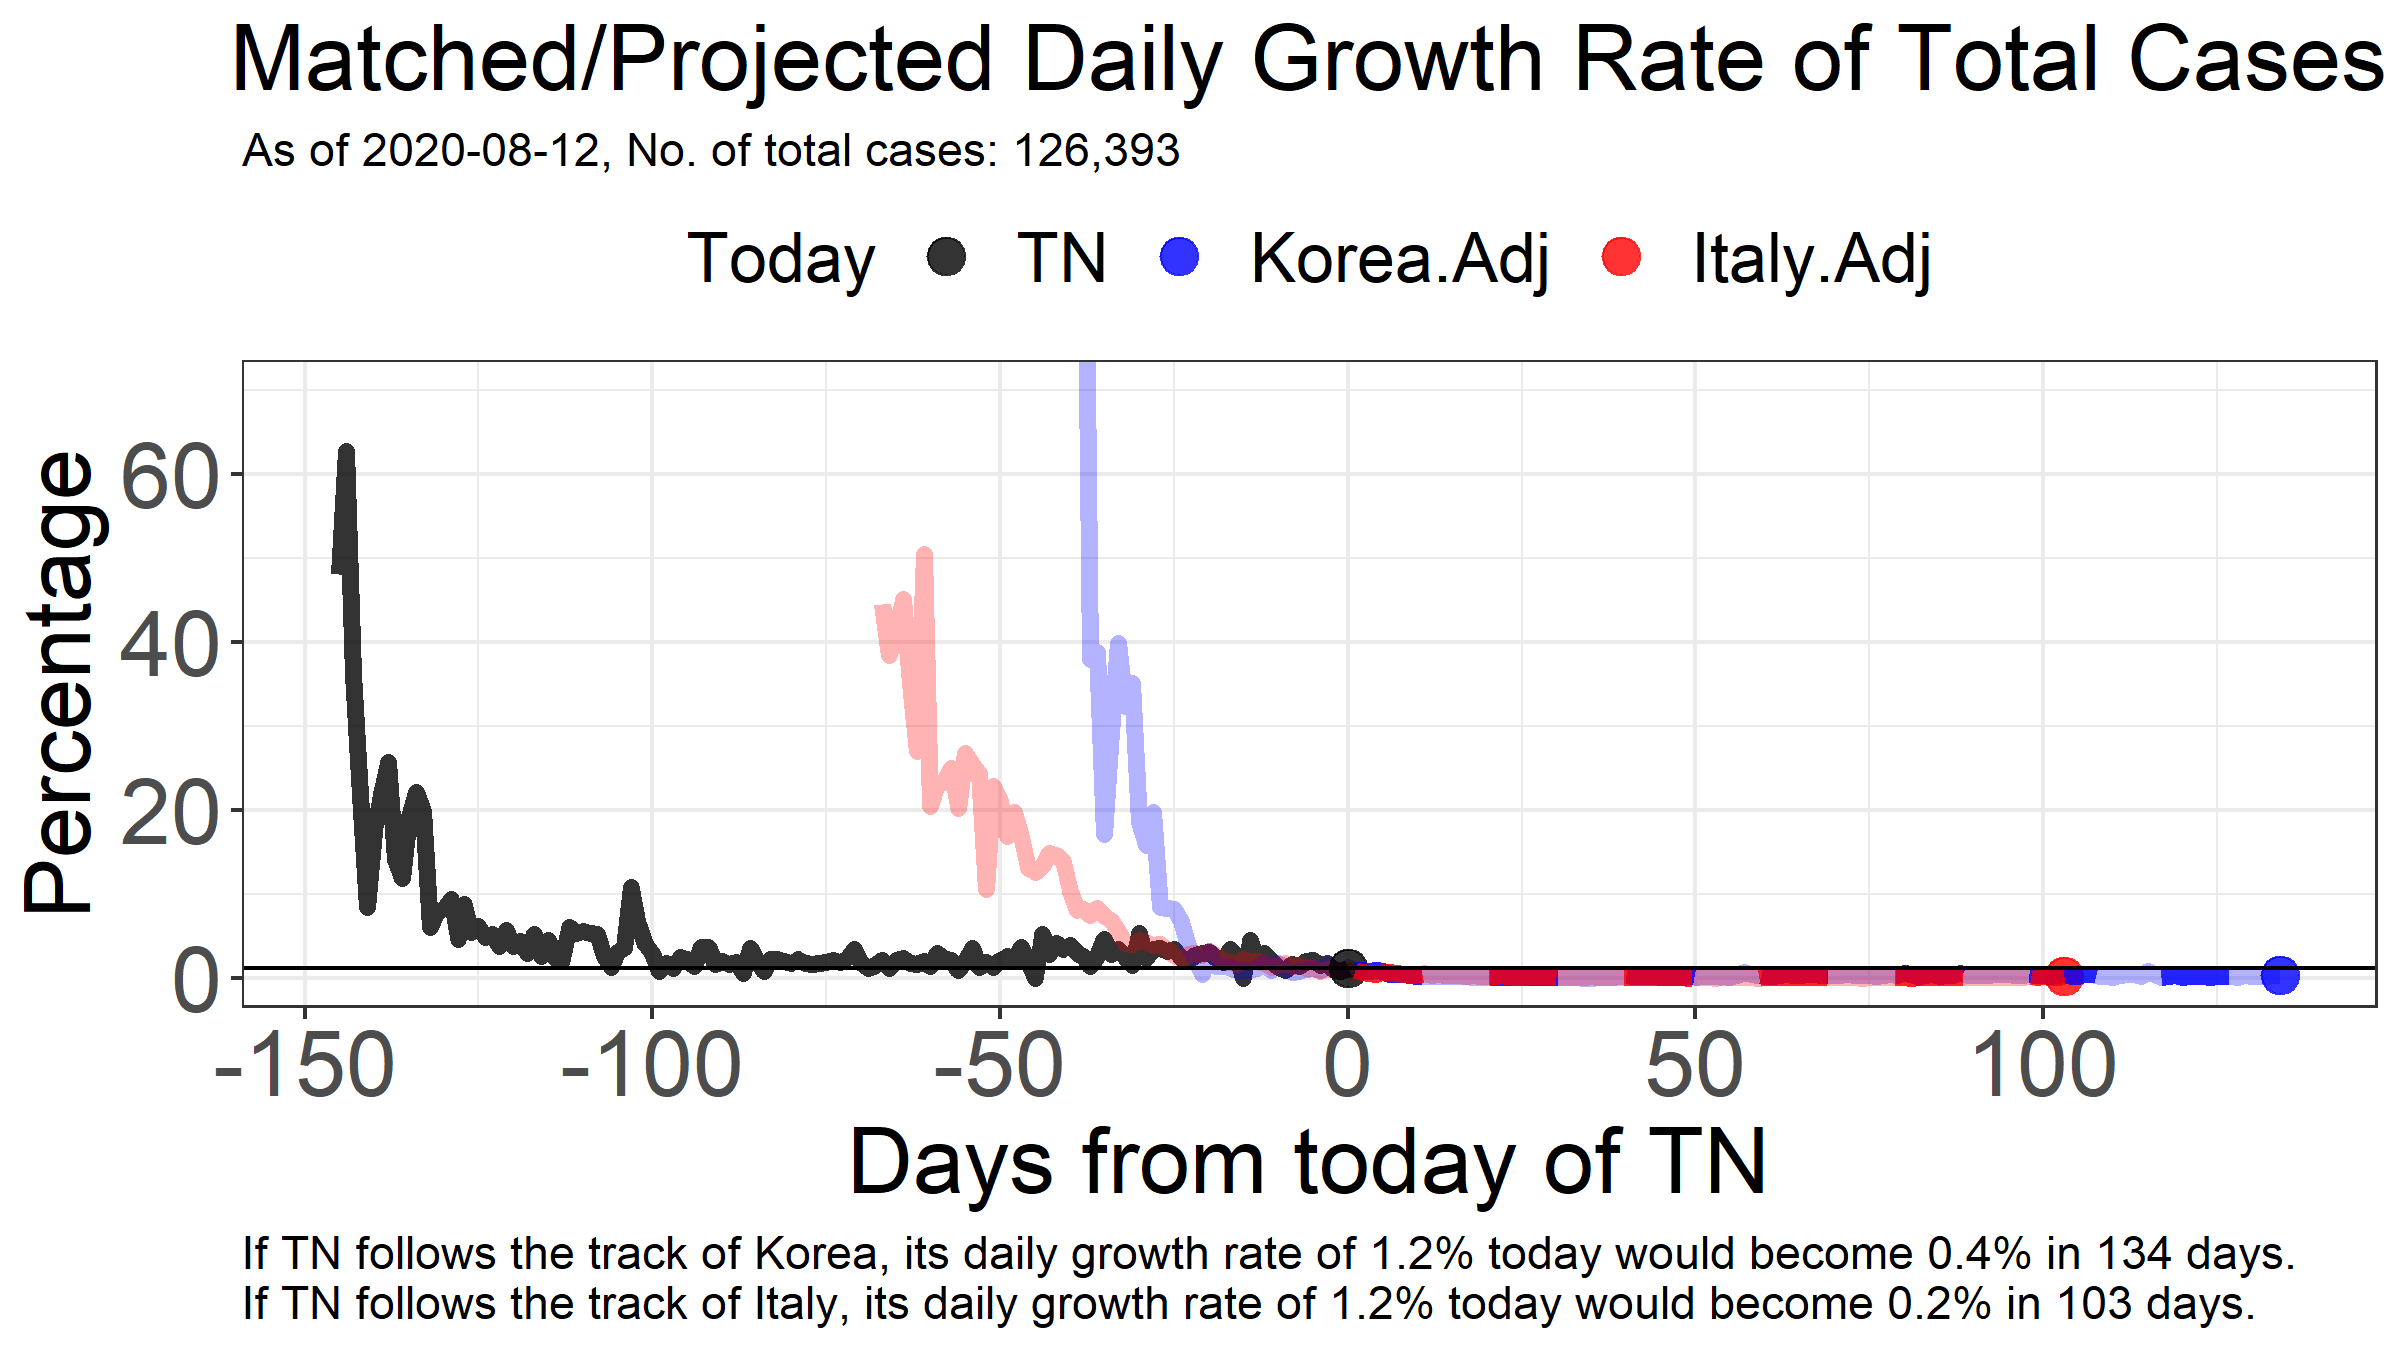 Matched/Projected Daily Growth Rate of Total Cases
As of 2020-08-12, No. of total cases: 126,393
Today TN Korea.Adj Italy.Adj
Percentage
60
40
20
0
-150 -100 -50 0 50 100
Days from today of TN
If TN follows the track of Korea, its daily growth rate of 1.2% today would become 0.4% in 134 days.
If TN follows the track of Italy, its daily growth rate of 1.2% today would become 0.2% in 103 days.